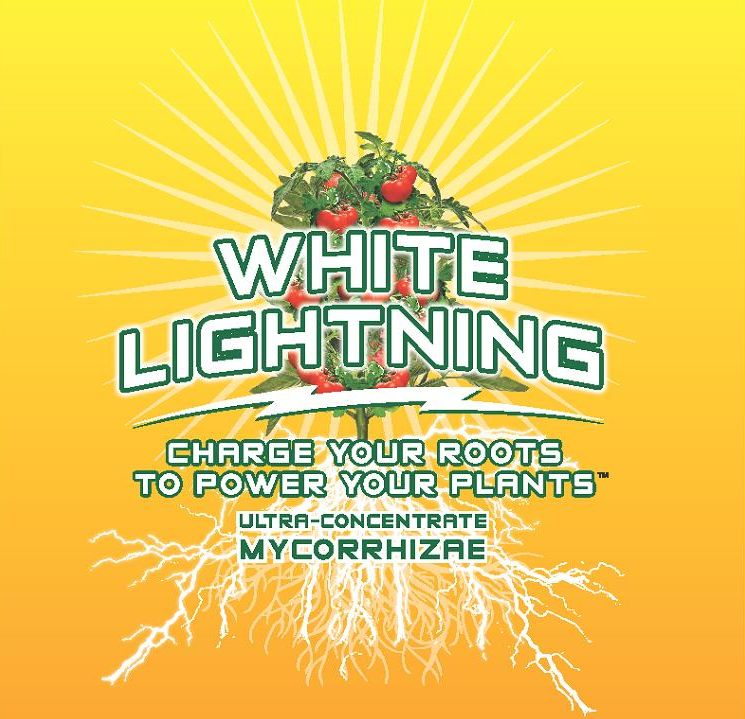 WHITE
LIGHTNING
CHARGE YOUR ROOTS
TO POWER YOUR PLANTS™
ULTRA-CONCENTRATE
MYCORRHIZAE